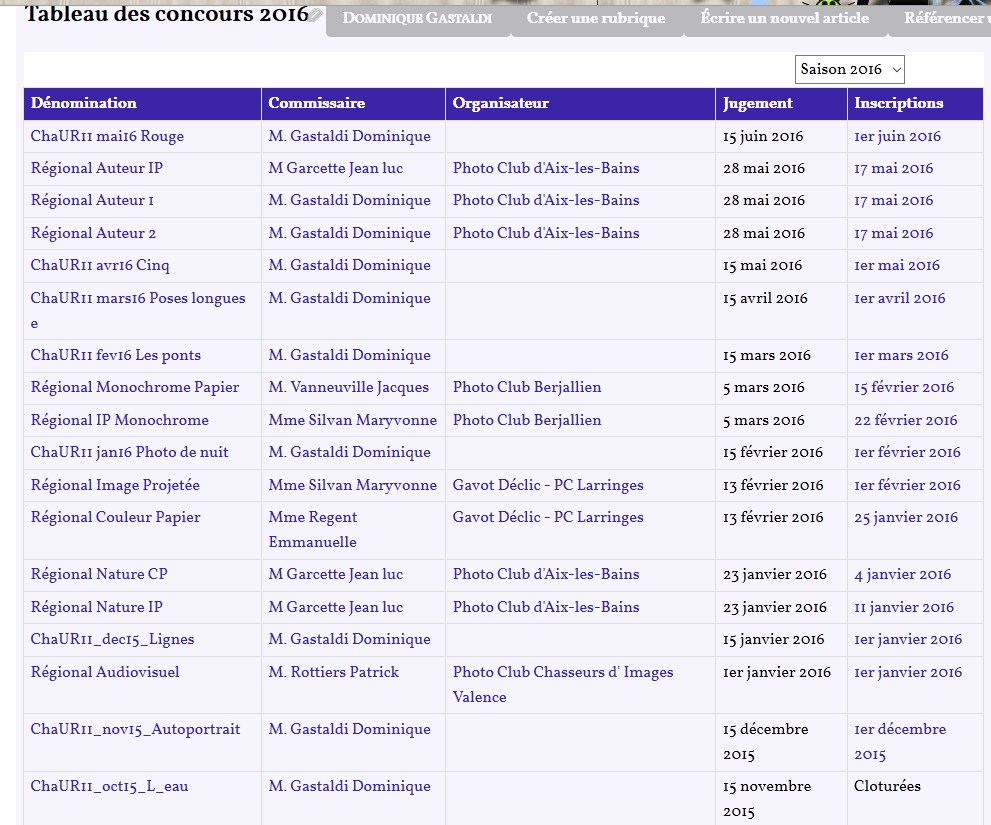 Tableau des concours 2016
Dominique Gastaldi
Créer une rubrique
Écrire un nouvel article
Référencer
Saison 2016
Dénomination Commissaire Organisateur Jugement Inscriptions
ChaUR11 mai16 Rouge M. Gastaldi Dominique 15 juin 2016 1er juin 2016
Régional Auteur IP M Garcette Jean luc Photo Club d'Aix-les-Bains 28 mai 2016 17 mai 2016
Régional Auteur 1 M. Gastaldi Dominique Photo Club d'Aix-les-Bains 28 mai 2016 17 mai 2016
Régional Auteur 2 M. Gastaldi Dominique Photo Club d'Aix-les-Bains 28 mai 2016 17 mai 2016
ChaUR11 avr16 Cinq M. Gastaldi Dominique 15 mai 2016 1er mai 2016
ChaUR11 mars16 Poses longues M. Gastaldi Dominique 15 avril 2016 1er avril 2016
e
ChaUR11 fev16 Les ponts M. Gastaldi Dominique 15 mars 2016 1er mars 2016
Régional Monochrome Papier M. Vanneuville Jacques Photo Club Berjallien 5 mars 2016 15 février 2016
Régional IP Monochrome Mme Silvan Maryvonne Photo Club Berjallien 5 mars 2016 22 février 2016
ChaUR11 jan16 Photo de nuit M. Gastaldi Dominique 15 février 2016 1er février 2016
Régional Image Projetée Mme Silvan Maryvonne Gavot Déclic - PC Larringes 13 février 2016 1er février 2016
Régional Couleur Papier Mme Regent Gavot Déclic - PC Larringes 13 février 2016 25 janvier 2016
Emmanuelle
Régional Nature CP M Garcette Jean luc Photo Club d'Aix-les-Bains 23 janvier 2016 4 janvier 2016
Régional Nature IP M Garcette Jean luc Photo Club d'Aix-les-Bains 23 janvier 2016 11 janvier 2016
ChaUR11_dec15_Lignes M. Gastaldi Dominique 15 janvier 2016 1er janvier 2016
Régional Audiovisuel M. Rottiers Patrick Photo Club Chasseurs d' Images 1er janvier 2016 1er janvier 2016
Valence
ChaUR11_nov15_Autoportrait M. Gastaldi Dominique 15 décembre 1er décembre
2015 2015
ChaUR11_oct15_L_eau M. Gastaldi Dominique 15 novembre Cloturées
2015